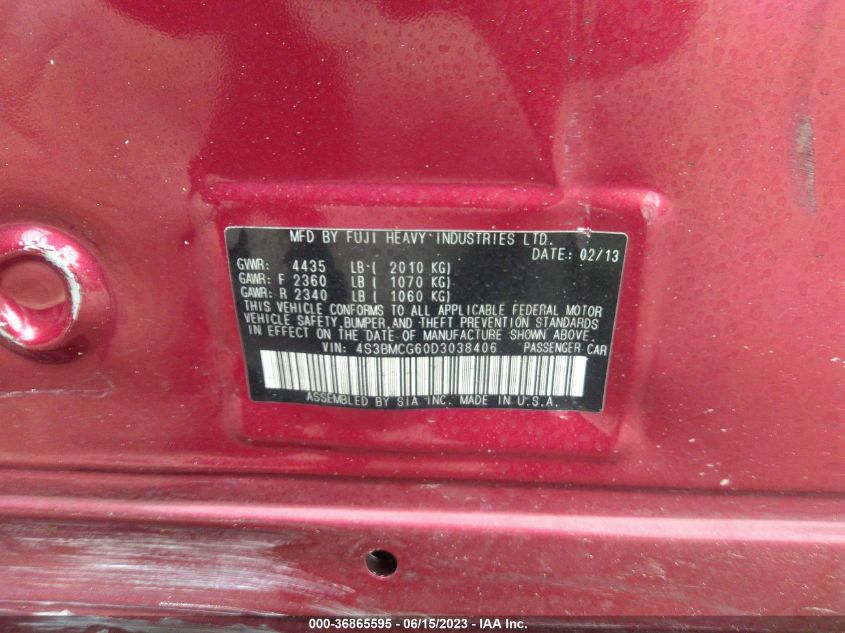 MFD BY FUJI HEAVY INDUSTRIES LTD.
DATE: 02/13
GVWR: 4435 LB ( 2010 KG)
GAWR: F 2360 LB ( 1070 KG)
GAWR: R 2340 LB ( 1060 KG)
THIS VEHICLE CONFORMS TO ALL APPLICABLE FEDERAL MOTOR
VEHICLE SAFETY, BUMPER, AND THEFT PREVENTION STANDARDS
IN EFFECT ON THE DATE OF MANUFACTURE SHOWN ABOVE.
VIN: 4S3BMCG60D3038406 PASSENGER CAR
ASSEMBLED BY SIA INC. MADE IN U.S.A.
000-36865595 - 06/15/2023 - IAA Inc.